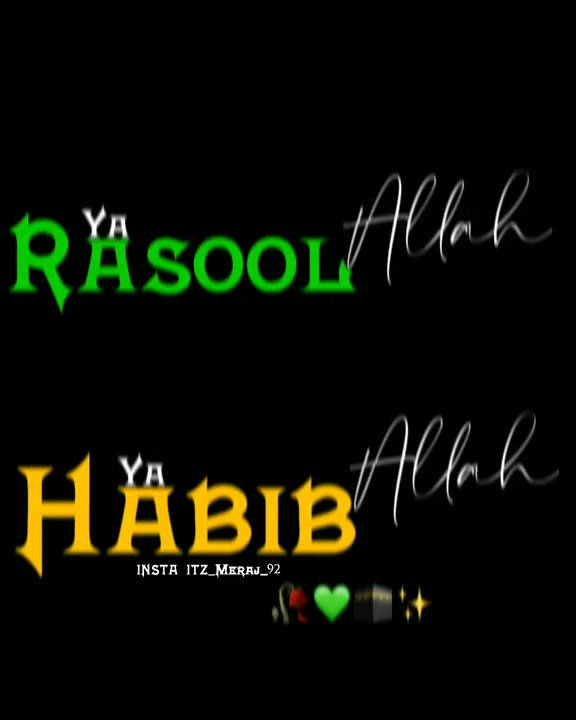 Ya
Rasool Allah
Ya
Habib Allah
INSTA ITZ_Meraj_92
🥀💚🕋✨